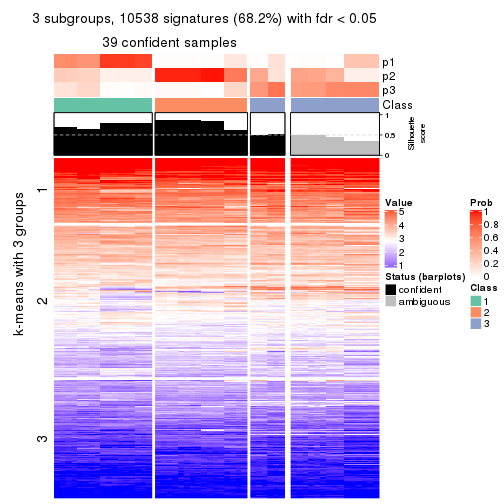 3 subgroups, 10538 signatures (68.2%) with fdr < 0.05
39 confident samples
p1
p2
p3
Class
1
0.5
0
Silhouette
score
k-means with 3 groups
1
2
3
Value
5
4
3
2
1
Status (barplots)
confident
ambiguous
Prob
1
0.8
0.6
0.4
0.2
0
Class
1
2
3